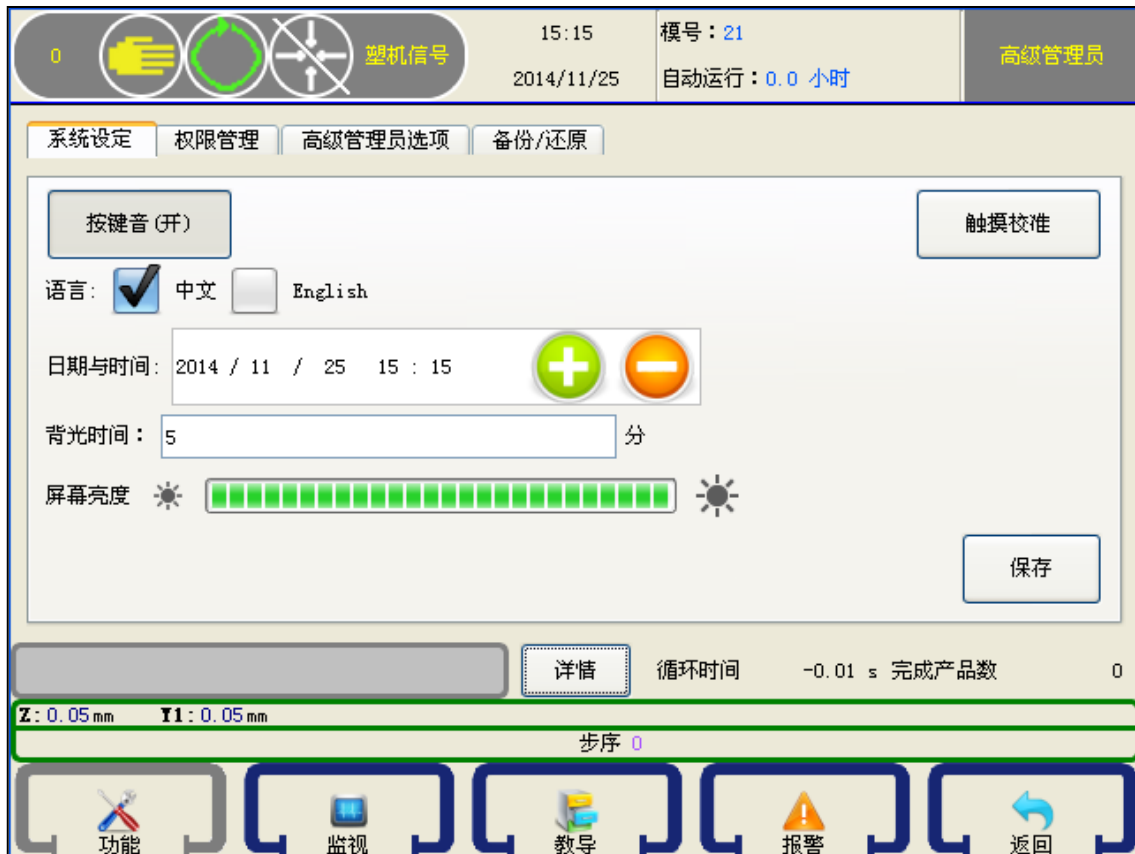 0 塑机信号 15:15 模号：21 高级管理员
2014/11/25 自动运行：0.0 小时
系统设定 权限管理 高级管理员选项 备份/还原
按键音(开) 触摸校准
语言: 中文 English
日期与时间: 2014 / 11 / 25 15 : 15
背光时间： 5 分
屏幕亮度
保存
详情 循环时间 -0.01 s 完成产品数 0
Z:0.05mm Y1:0.05mm
步序 0
功能 监视 教导 报警 返回